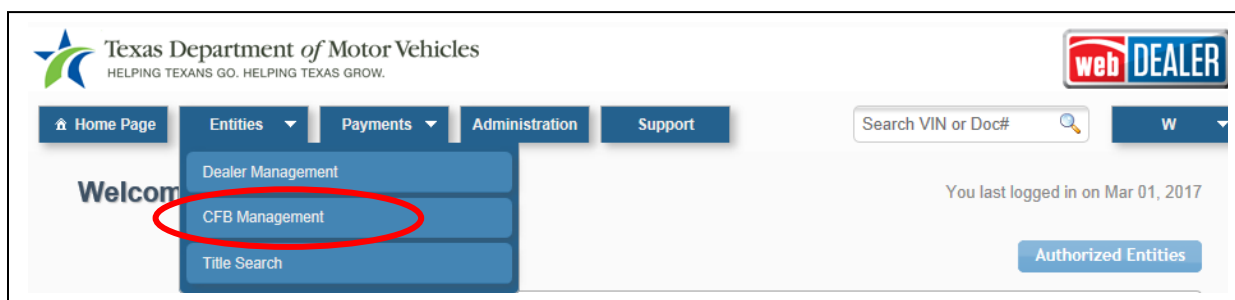 Texas Department of Motor Vehicles
HELPING TEXANS GO. HELPING TEXAS GROW.
web DEALER
Home Page Entities Payments Administration Support Search VIN or Doc# W
Dealer Management
Welcom You last logged in on Mar 01, 2017
CFB Management
Authorized Entities
Title Search